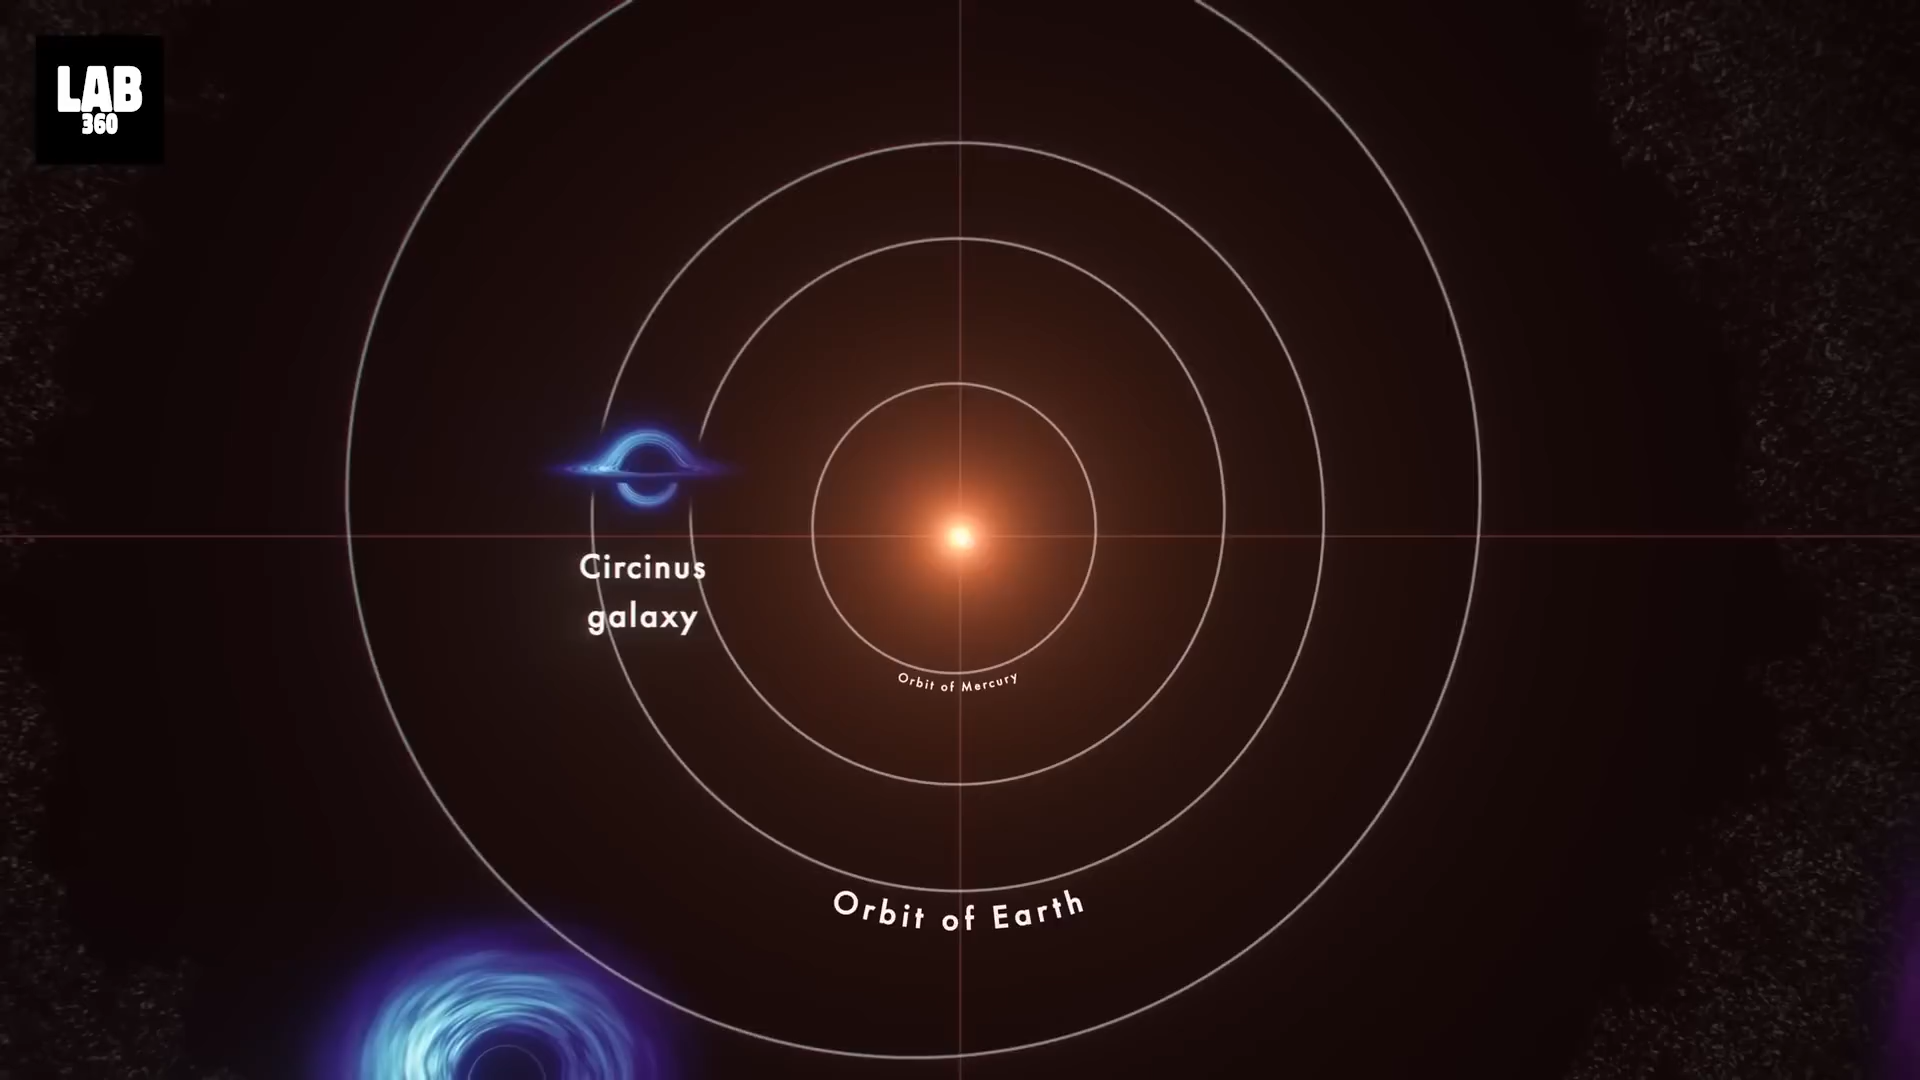 LAB
360
Circinus
galaxy
Orbit of Mercury
Orbit of Earth